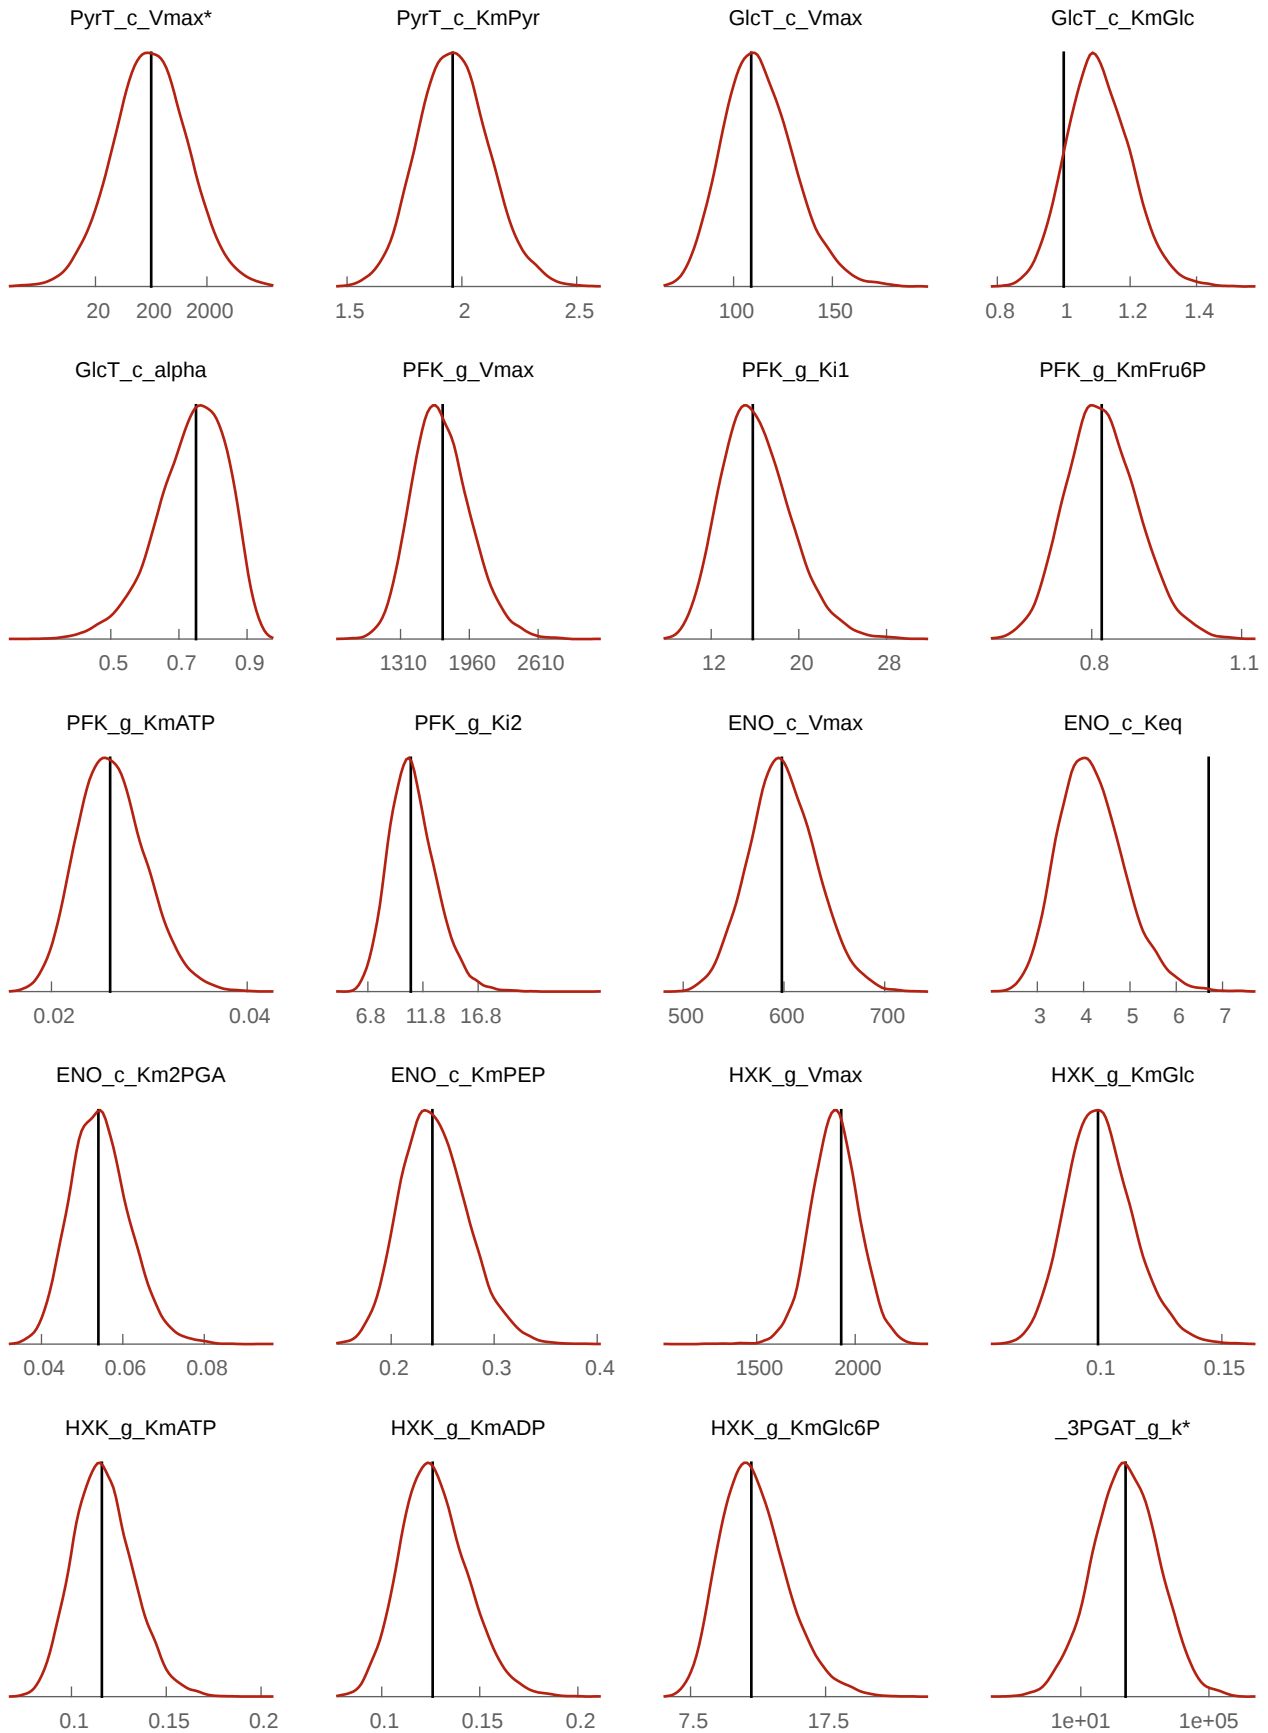 PyrT_c_Vmax* PyrT_c_KmPyr GlcT_c_Vmax GlcT_c_KmGlc
20 200 2000 1.5 2 2.5 100 150 0.8 1 1.2 1.4
GlcT_c_alpha PFK_g_Vmax PFK_g_Ki1 PFK_g_KmFru6P
0.5 0.7 0.9 1310 1960 2610 12 20 28 0.8 1.1
PFK_g_KmATP PFK_g_Ki2 ENO_c_Vmax ENO_c_Keq
0.02 0.04 6.8 11.8 16.8 500 600 700 3 4 5 6 7
ENO_c_Km2PGA ENO_c_KmPEP HXK_g_Vmax HXK_g_KmGlc
0.04 0.06 0.08 0.2 0.3 0.4 1500 2000 0.1 0.15
HXK_g_KmATP HXK_g_KmADP HXK_g_KmGlc6P _3PGAT_g_k*
0.1 0.15 0.2 0.1 0.15 0.2 7.5 17.5 1e+01 1e+05